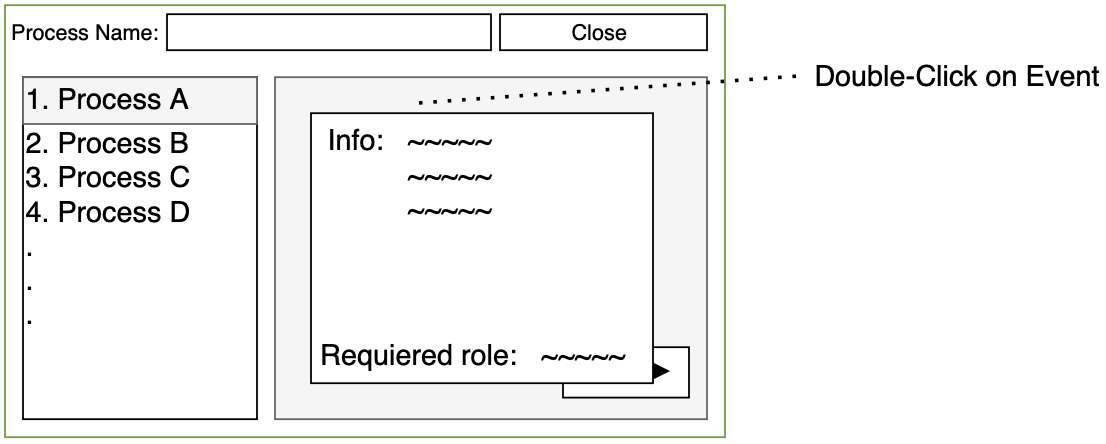 Process Name:
Close
Double-Click on Event
1. Process A
2. Process B
3. Process C
4. Process D
.
.
.
Info: ~~~~~
~~~~~
~~~~~
Requiered role: ~~~~~